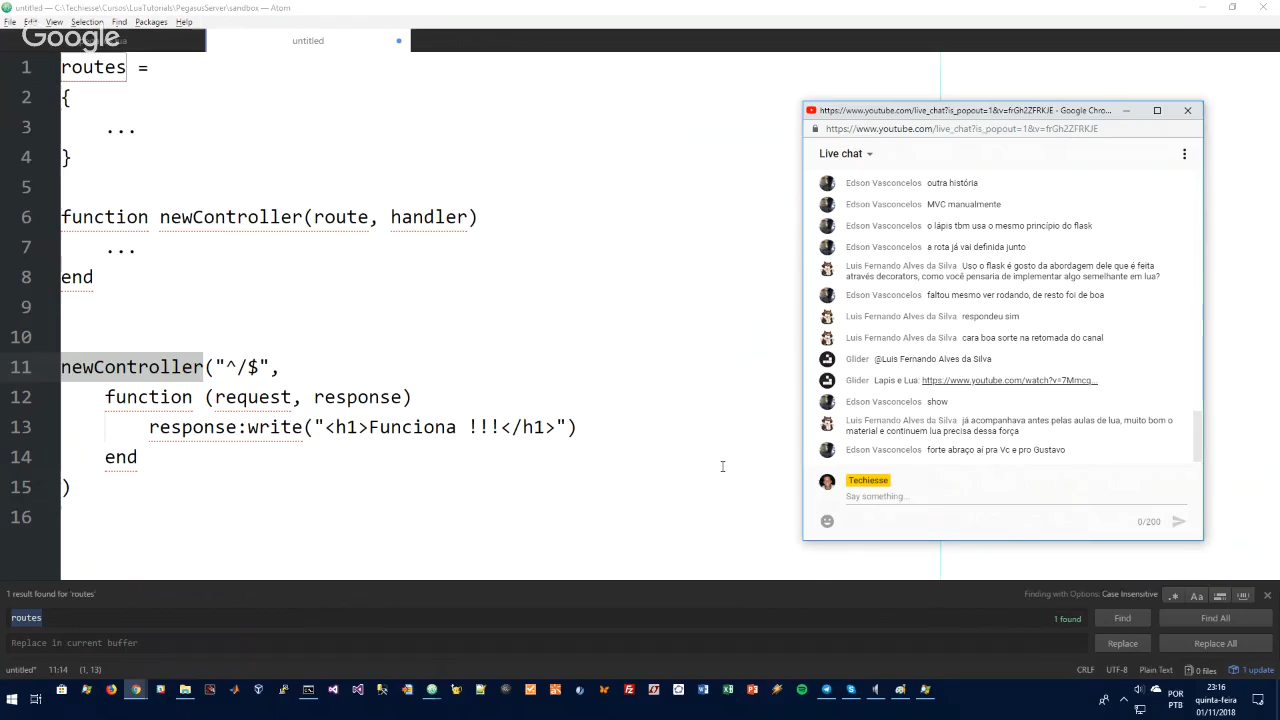 untitled — C:\Techiesse\Cursos\LuaTutorials\PegasusServer\sandbox — Atom
File Edit View Selection Find Packages Help
Google
untitled
1 routes =
2 {
3 ...
4 }
5
6 function newController(route, handler)
7 ...
8 end
9
10
11 newController("^/$",
12 function (request, response)
13 response:write("<h1>Funciona !!!</h1>")
14 end
15 )
16
https://www.youtube.com/live_chat?is_popout=1&v=frGh2ZFRKJE - Google Chro...
https://www.youtube.com/live_chat?is_popout=1&v=frGh2ZFRKJE
Live chat
Edson Vasconcelos outra história
Edson Vasconcelos MVC manualmente
Edson Vasconcelos o lápis tbm usa o mesmo princípio do flask
Edson Vasconcelos a rota já vai definida junto
Luis Fernando Alves da Silva Uso o flask é gosto da abordagem dele que é feita
através decorators, como você pensaria de implementar algo semelhante em lua?
Edson Vasconcelos faltou mesmo ver rodando, de resto foi de boa
Luis Fernando Alves da Silva respondeu sim
Luis Fernando Alves da Silva cara boa sorte na retomada do canal
Glider @Luis Fernando Alves da Silva
Glider Lapis e Lua: https://www.youtube.com/watch?v=7Mmcq...
Edson Vasconcelos show
Luis Fernando Alves da Silva já acompanhava antes pelas aulas de lua, muito bom o
material e continuem lua precisa dessa força
Edson Vasconcelos forte abraço aí pra Vc e pro Gustavo
Techiesse
Say something...
0/200
1 result found for 'routes'
Finding with Options: Case Insensitive
.* Aa
routes
1 found
Find
Find All
Replace in current buffer
Replace
Replace All
untitled* 11:14 (1, 13)
CRLF UTF-8 Plain Text 0 files 1 update
POR
PTB
23:16
quinta-feira
01/11/2018